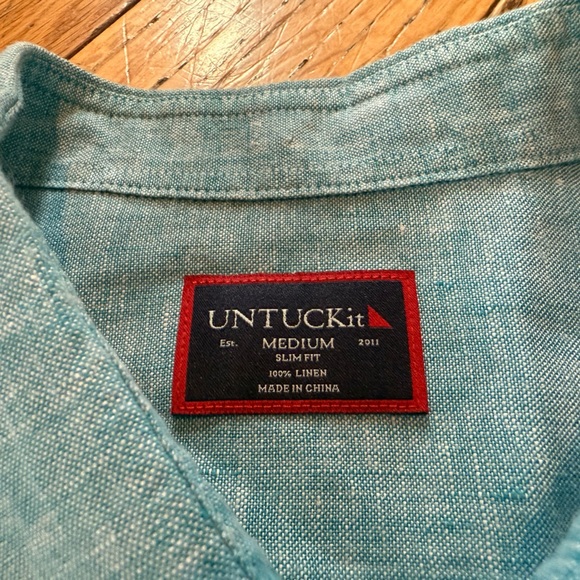 UNTUCKit
Est. MEDIUM 2011
SLIM FIT
100% LINEN
MADE IN CHINA